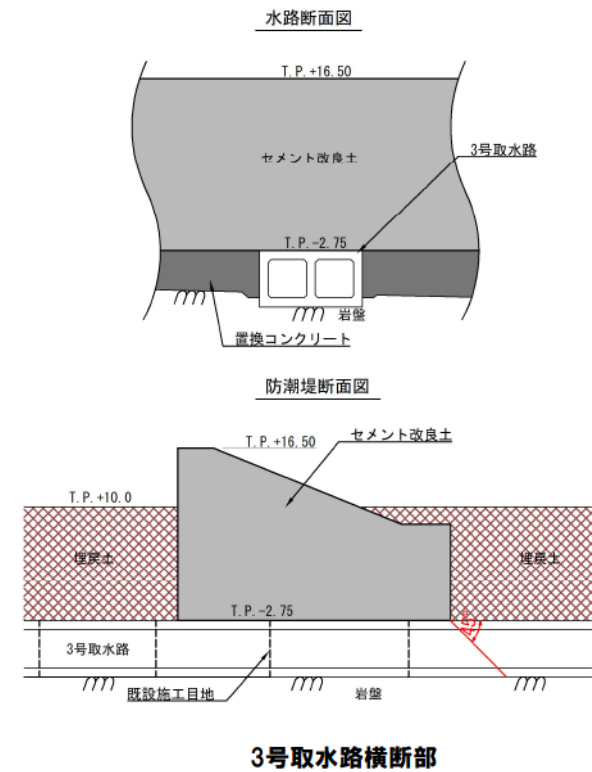 水路断面図
T.P.+16.50
セメント改良土
3号取水路
T.P.-2.75
岩盤
置換コンクリート
防潮堤断面図
T.P.+16.50
セメント改良土
T.P.+10.0
埋戻土
埋戻土
T.P.-2.75
45°
3号取水路
既設施工目地
岩盤
3号取水路横断部